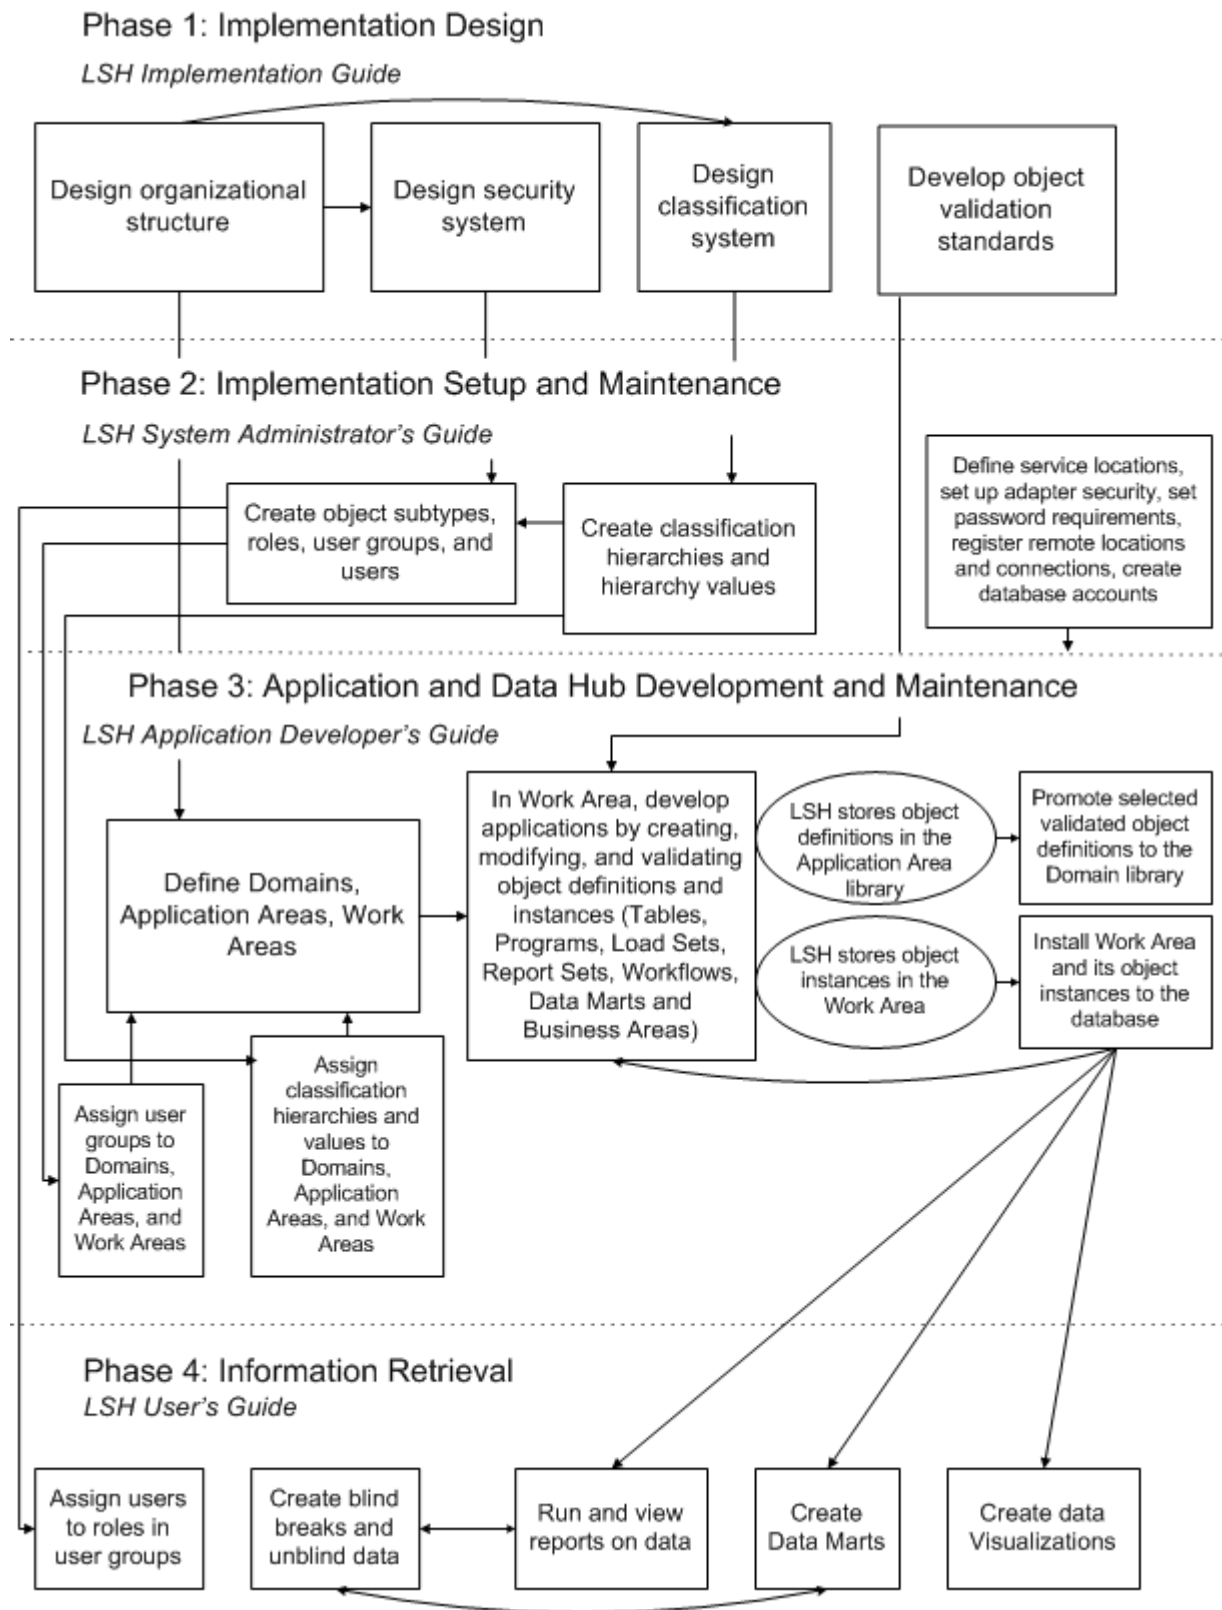 Phase 1: Implementation Design
LSH Implementation Guide
Design organizational
structure
Design security
system
Design
classification
system
Develop object
validation
standards
Phase 2: Implementation Setup and Maintenance
LSH System Administrator's Guide
Create object subtypes,
roles, user groups, and
users
Create classification
hierarchies and
hierarchy values
Define service locations,
set up adapter security, set
password requirements,
register remote locations
and connections, create
database accounts
Phase 3: Application and Data Hub Development and Maintenance
LSH Application Developer's Guide
Define Domains,
Application Areas, Work
Areas
In Work Area, develop
applications by creating,
modifying, and validating
object definitions and
instances (Tables,
Programs, Load Sets,
Report Sets, Workflows,
Data Marts and
Business Areas)
LSH stores object
definitions in the
Application Area
library
Promote selected
validated object
definitions to the
Domain library
LSH stores object
instances in the
Work Area
Install Work Area
and its object
instances to the
database
Assign user
groups to
Domains,
Application
Areas, and
Work Areas
Assign
classification
hierarchies and
values to
Domains,
Application
Areas, and Work
Areas
Phase 4: Information Retrieval
LSH User's Guide
Assign users
to roles in
user groups
Create blind
breaks and
unblind data
Run and view
reports on data
Create
Data Marts
Create data
Visualizations